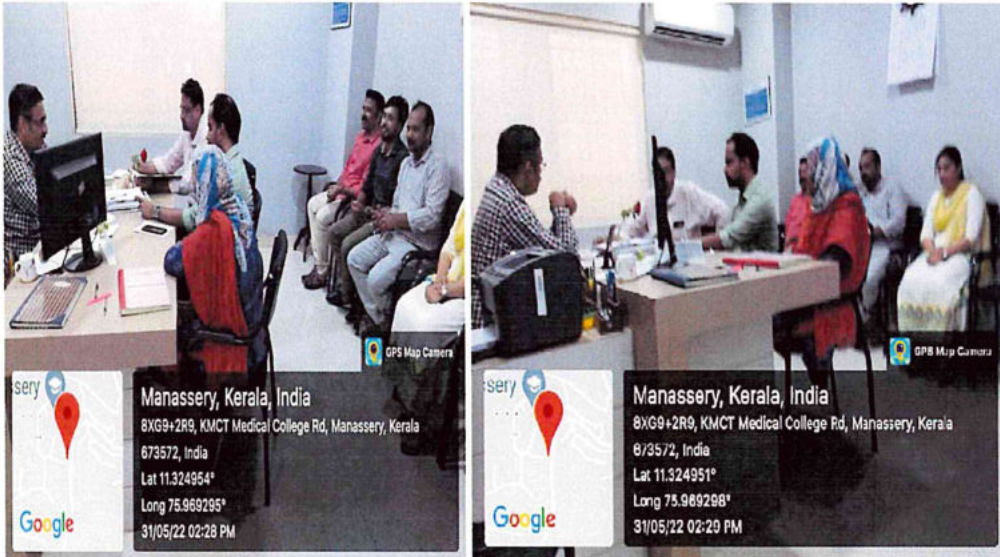 GPS Map Camera
ssery
Google
Manassery, Kerala, India
8XG9+2R9, KMCT Medical College Rd, Manassery, Kerala
673572, India
Lat 11.324954°
Long 75.969295°
31/05/22 02:28 PM
GPS Map Camera
ssery
Google
Manassery, Kerala, India
8XG9+2R9, KMCT Medical College Rd, Manassery, Kerala
673572, India
Lat 11.324951°
Long 75.969298°
31/05/22 02:29 PM